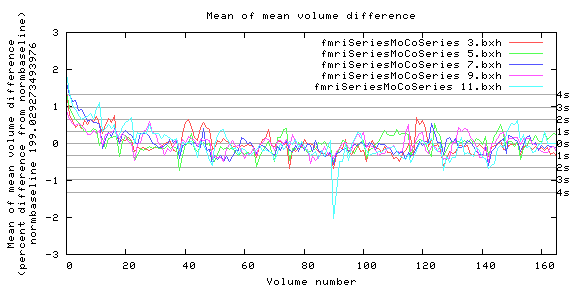 Mean of mean volume difference
Mean of mean volume difference
(percent difference from normbaseline)
normbaseline 199.029273493976
fmriSeriesMoCoSeries 3.bxh
fmriSeriesMoCoSeries 5.bxh
fmriSeriesMoCoSeries 7.bxh
fmriSeriesMoCoSeries 9.bxh
fmriSeriesMoCoSeries 11.bxh
3
2
1
0
-1
-2
-3
4s
3s
2s
1s
0s
1s
2s
3s
4s
0 20 40 60 80 100 120 140 160
Volume number